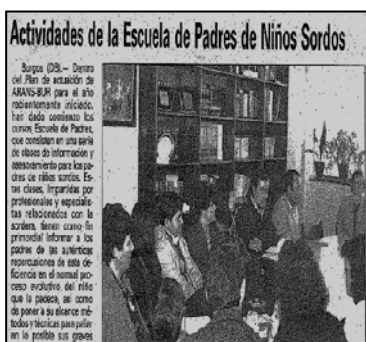 Actividades de la Escuela de Padres de Niños Sordos
Burgos (DB).— Dentro
del Plan de actuación de
ARANS-BUR para el año
recientemente iniciado,
han dado comienzo los
cursos Escuela de Padres,
que consisten en una serie
de clases de información y
asesoramiento para los pa-
dres de niños sordos. Es-
tas clases, impartidas por
profesionales y especialis-
tas relacionados con la
sordera, tienen como fin
primordial informar a los
padres de las auténticas
repercusiones de esta de-
ficiencia en el normal pro-
ceso evolutivo, del niño
que la padece, así como
de poner a su alcance mé-
todos y técnicas para paliar
en lo posible sus graves